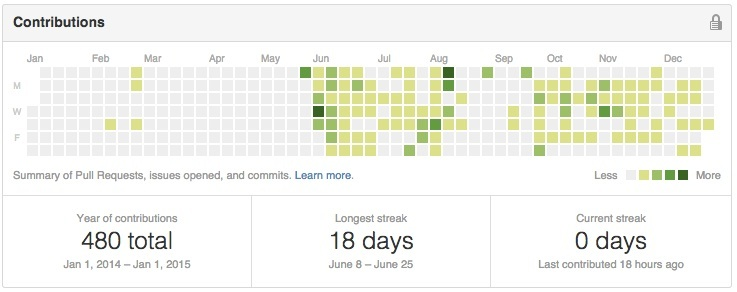 Contributions
Jan Feb Mar Apr May Jun Jul Aug Sep Oct Nov Dec
M
W
F
Summary of Pull Requests, issues opened, and commits. Learn more. Less More
Year of contributions
480 total
Jan 1, 2014 – Jan 1, 2015
Longest streak
18 days
June 8 – June 25
Current streak
0 days
Last contributed 18 hours ago